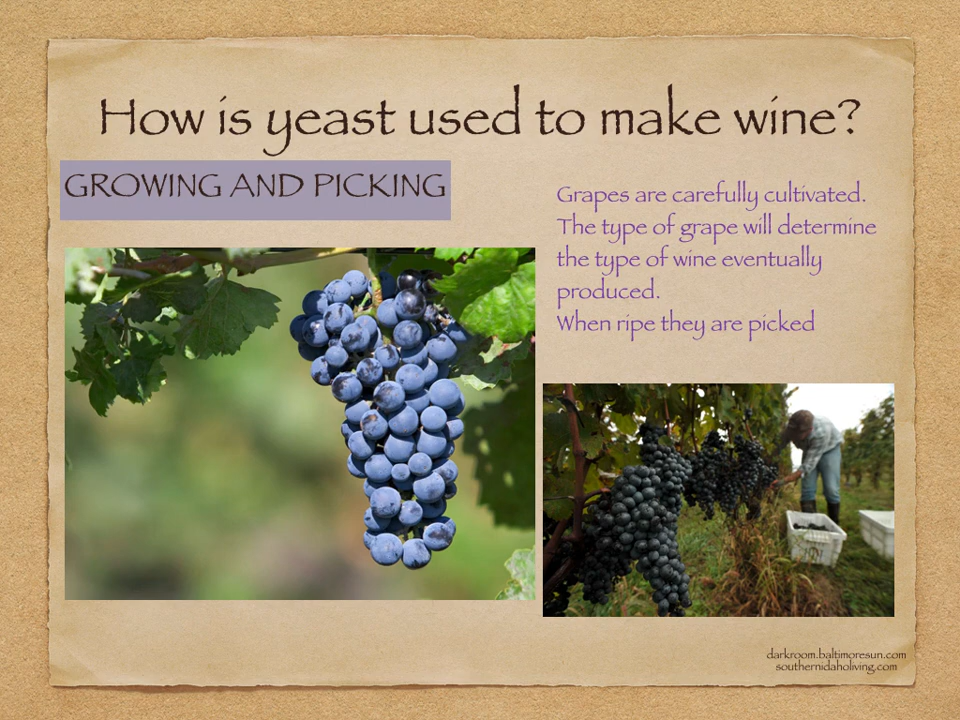 How is yeast used to make wine?
GROWING AND PICKING
Grapes are carefully cultivated.
The type of grape will determine
the type of wine eventually
produced.
When ripe they are picked
darkroom.baltimoresun.com
southernidaholiving.com